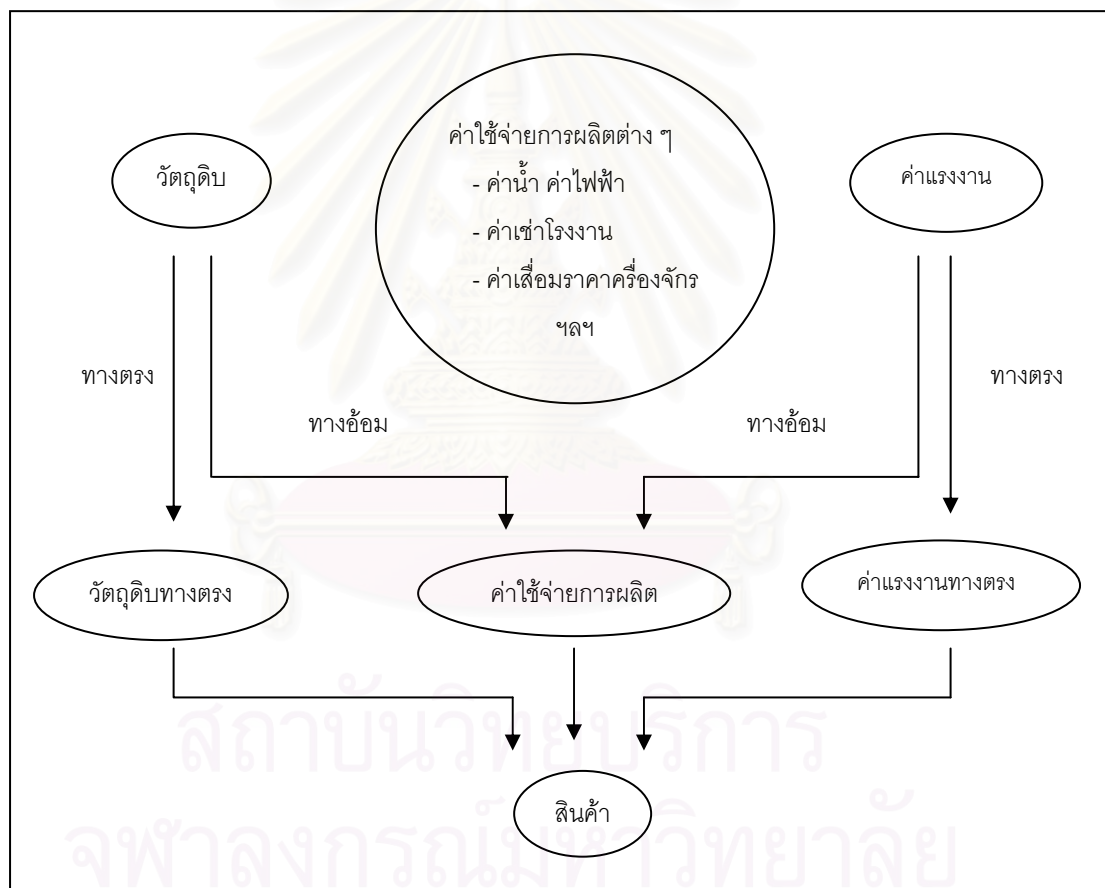 ค่าใช้จ่ายการผลิตต่าง ๆ
วัตถุดิบ
- ค่าน้ำ ค่าไฟฟ้า
ค่าแรงงาน
- ค่าเช่าโรงงาน
- ค่าเสื่อมราคาครื่องจักร
ฯลฯ
ทางตรง
ทางตรง
ทางอ้อม
ทางอ้อม
วัตถุดิบทางตรง
ค่าใช้จ่ายการผลิต
ค่าแรงงานทางตรง
สถาบันวิทยบริการ
สินค้า
จุฬาลงกรณ์มหาวิทยาลัย